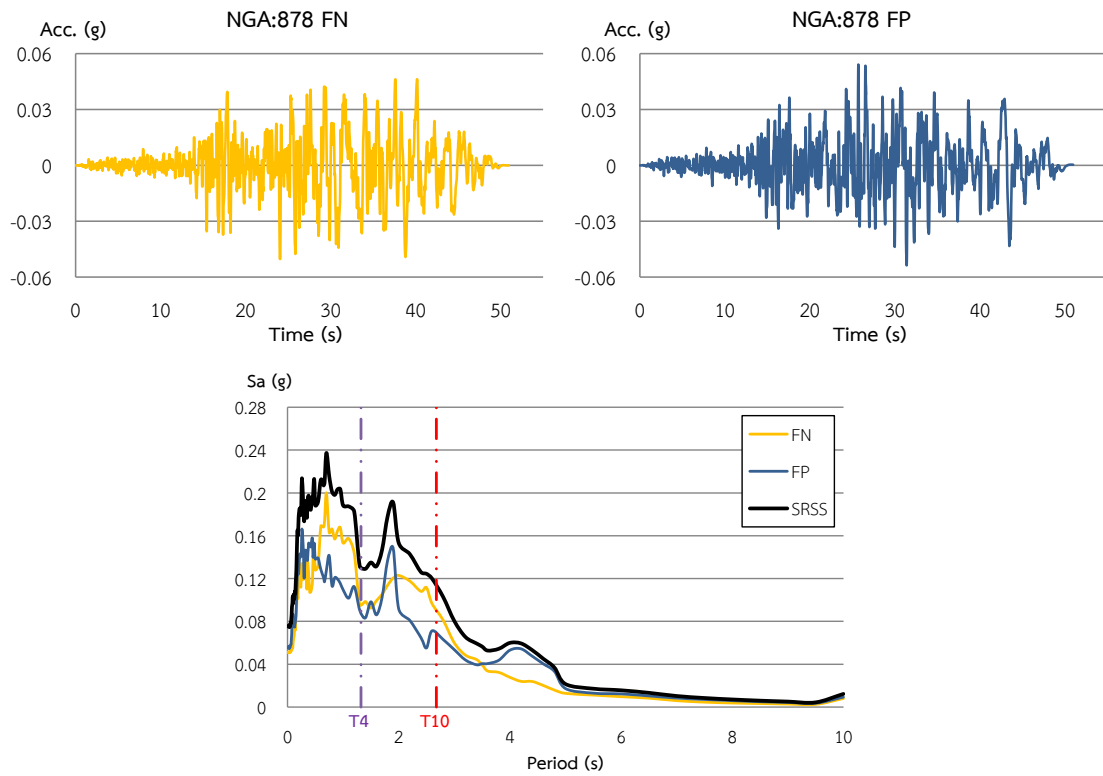 NGA:878 FN
Acc. (g)
0.06
0.03
0
-0.03
-0.06
0 10 20 30 40 50
Time (s)
NGA:878 FP
Acc. (g)
0.06
0.03
0
-0.03
-0.06
0 10 20 30 40 50
Time (s)
Sa (g)
0.28
0.24
0.2
0.16
0.12
0.08
0.04
0
FN
FP
SRSS
T4 T10
0 2 4 6 8 10
Period (s)